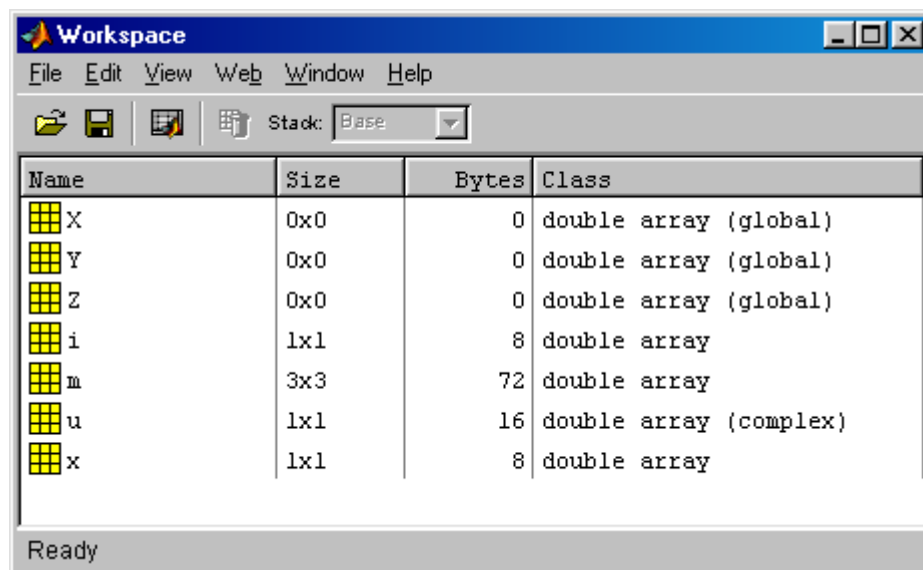 Workspace
File Edit View Web Window Help
Stack: Base
Name Size Bytes Class
X 0x0 0 double array (global)
Y 0x0 0 double array (global)
Z 0x0 0 double array (global)
i 1x1 8 double array
m 3x3 72 double array
u 1x1 16 double array (complex)
x 1x1 8 double array
Ready